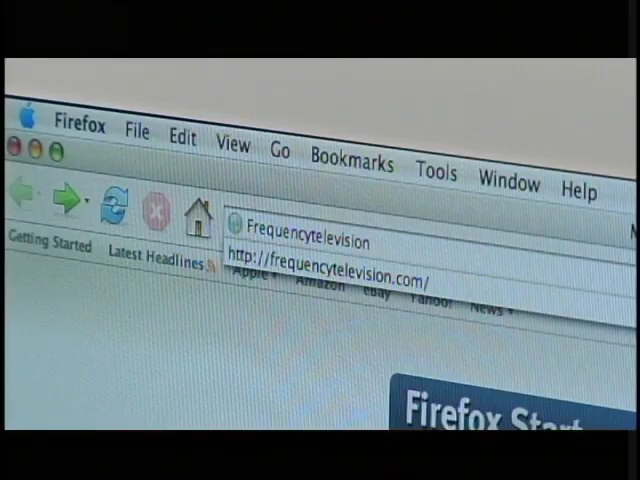 Firefox File Edit View Go Bookmarks Tools Window Help
Frequencytelevision
http://frequencytelevision.com/
Getting Started Latest Headlines Apple Amazon eBay Yahoo! News
Firefox Start